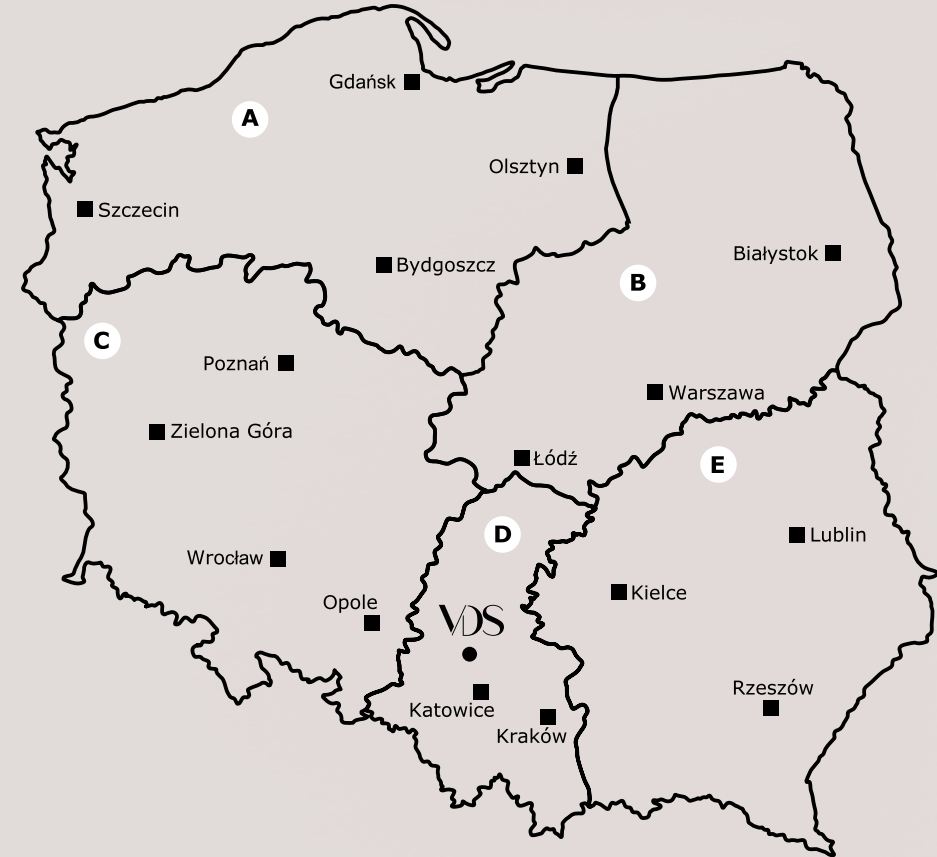 Gdańsk
A
Olsztyn
Szczecin
Białystok
Bydgoszcz
B
C
Poznań
Warszawa
Zielona Góra
Łódź
E
D
Lublin
Wrocław
Kielce
Opole
VDS
Rzeszów
Katowice
Kraków